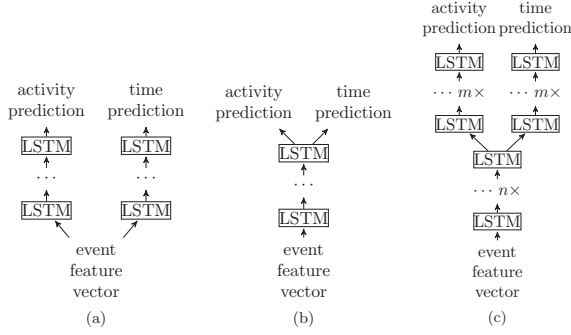 activity
prediction
time
prediction
LSTM
LSTM
...
...
LSTM
LSTM
event
feature
vector
(a)
activity
prediction
time
prediction
LSTM
...
LSTM
event
feature
vector
(b)
activity
prediction
time
prediction
LSTM
LSTM
... m×
... m×
LSTM
LSTM
LSTM
... n×
LSTM
event
feature
vector
(c)